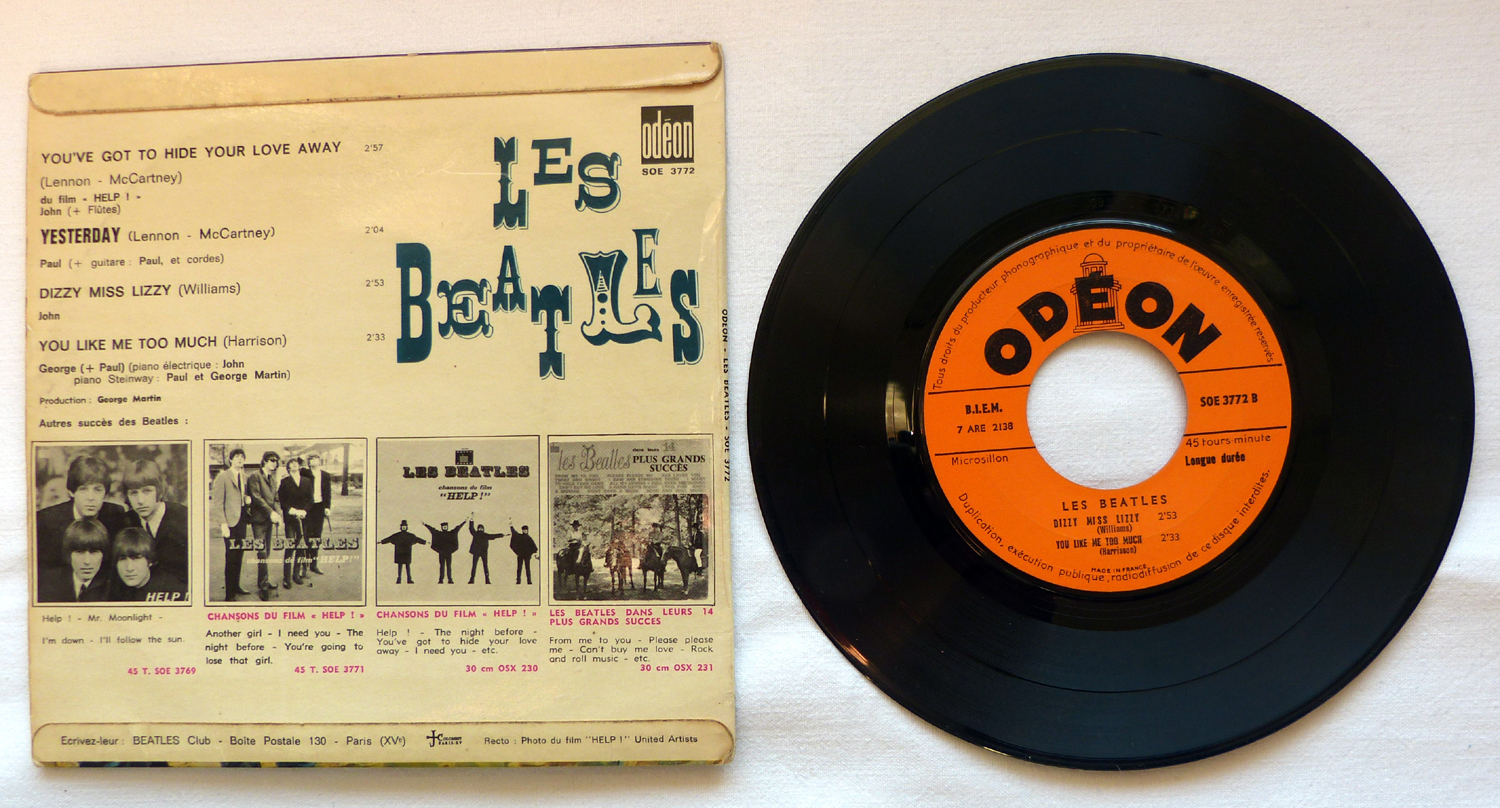 YOU'VE GOT TO HIDE YOUR LOVE AWAY 2'57
(Lennon - McCartney)
du film - HELP ! -
John (+ Flûtes)
YESTERDAY (Lennon - McCartney) 2'04
Paul (+ guitare : Paul, et cordes)
DIZZY MISS LIZZY (Williams) 2'53
John
YOU LIKE ME TOO MUCH (Harrison) 2'33
George (+ Paul) (piano électrique : John
piano Steinway : Paul et George Martin)
Production : George Martin
Autres succès des Beatles :
LES
BEATLES
odéon
SOE 3772
ODÉON - LES BEATLES - SOE 3772
HELP !
Help ! - Mr. Moonlight -
I'm down - I'll follow the sun.
45 T. SOE 3769
LES BEATLES
chansons du film "HELP !"
CHANSONS DU FILM « HELP ! »
Another girl - I need you - The
night before - You're going to
lose that girl.
45 T. SOE 3771
LES BEATLES
chansons du film
"HELP !"
CHANSONS DU FILM « HELP ! »
Help ! - The night before -
You've got to hide your love
away - I need you - etc.
30 cm OSX 230
les Beatles dans leurs 14
PLUS GRANDS
SUCCÈS
LES BEATLES DANS LEURS 14
PLUS GRANDS SUCCES
From me to you - Please please
me - Can't buy me love - Rock
and roll music - etc.
30 cm OSX 231
Ecrivez-leur : BEATLES Club - Boîte Postale 130 - Paris (XVe)
Recto : Photo du film "HELP !" United Artists
Tous droits du producteur phonographique et du propriétaire de l'œuvre enregistrée réservés
ODÉON
B.I.E.M.
7 ARE 2138
Microsillon
SOE 3772 B
45 tours-minute
Longue durée
LES BEATLES
DIZZY MISS LIZZY 2'53
(Williams)
YOU LIKE ME TOO MUCH 2'33
(Harrisson)
MADE IN FRANCE
Duplication, exécution publique, radiodiffusion de ce disque interdites.